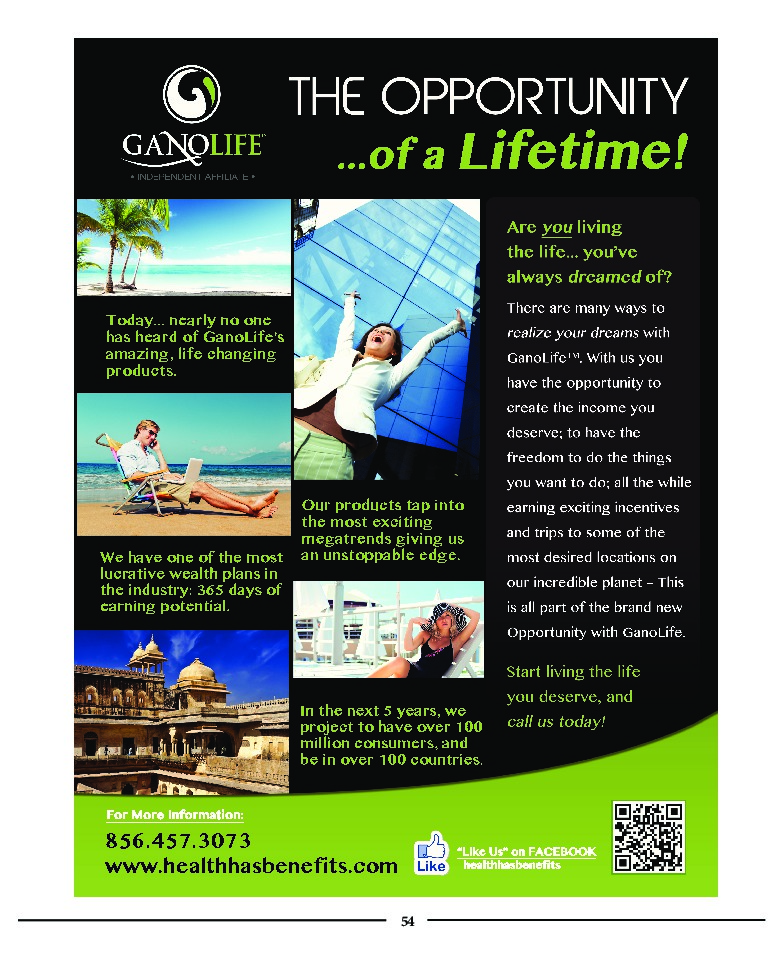 GANOLIFE™
• INDEPENDENT AFFILIATE •
THE OPPORTUNITY
...of a Lifetime!
Today... nearly no one
has heard of GanoLife's
amazing, life changing
products.
We have one of the most
lucrative wealth plans in
the industry: 365 days of
earning potential.
Our products tap into
the most exciting
megatrends giving us
an unstoppable edge.
In the next 5 years, we
project to have over 100
million consumers, and
be in over 100 countries.
Are you living
the life... you've
always dreamed of?
There are many ways to
realize your dreams with
GanoLife™. With us you
have the opportunity to
create the income you
deserve; to have the
freedom to do the things
you want to do; all the while
earning exciting incentives
and trips to some of the
most desired locations on
our incredible planet – This
is all part of the brand new
Opportunity with GanoLife.
Start living the life
you deserve, and
call us today!
For More Information:
856.457.3073
www.healthhasbenefits.com
Like
"Like Us" on FACEBOOK
healthhasbenefits
54